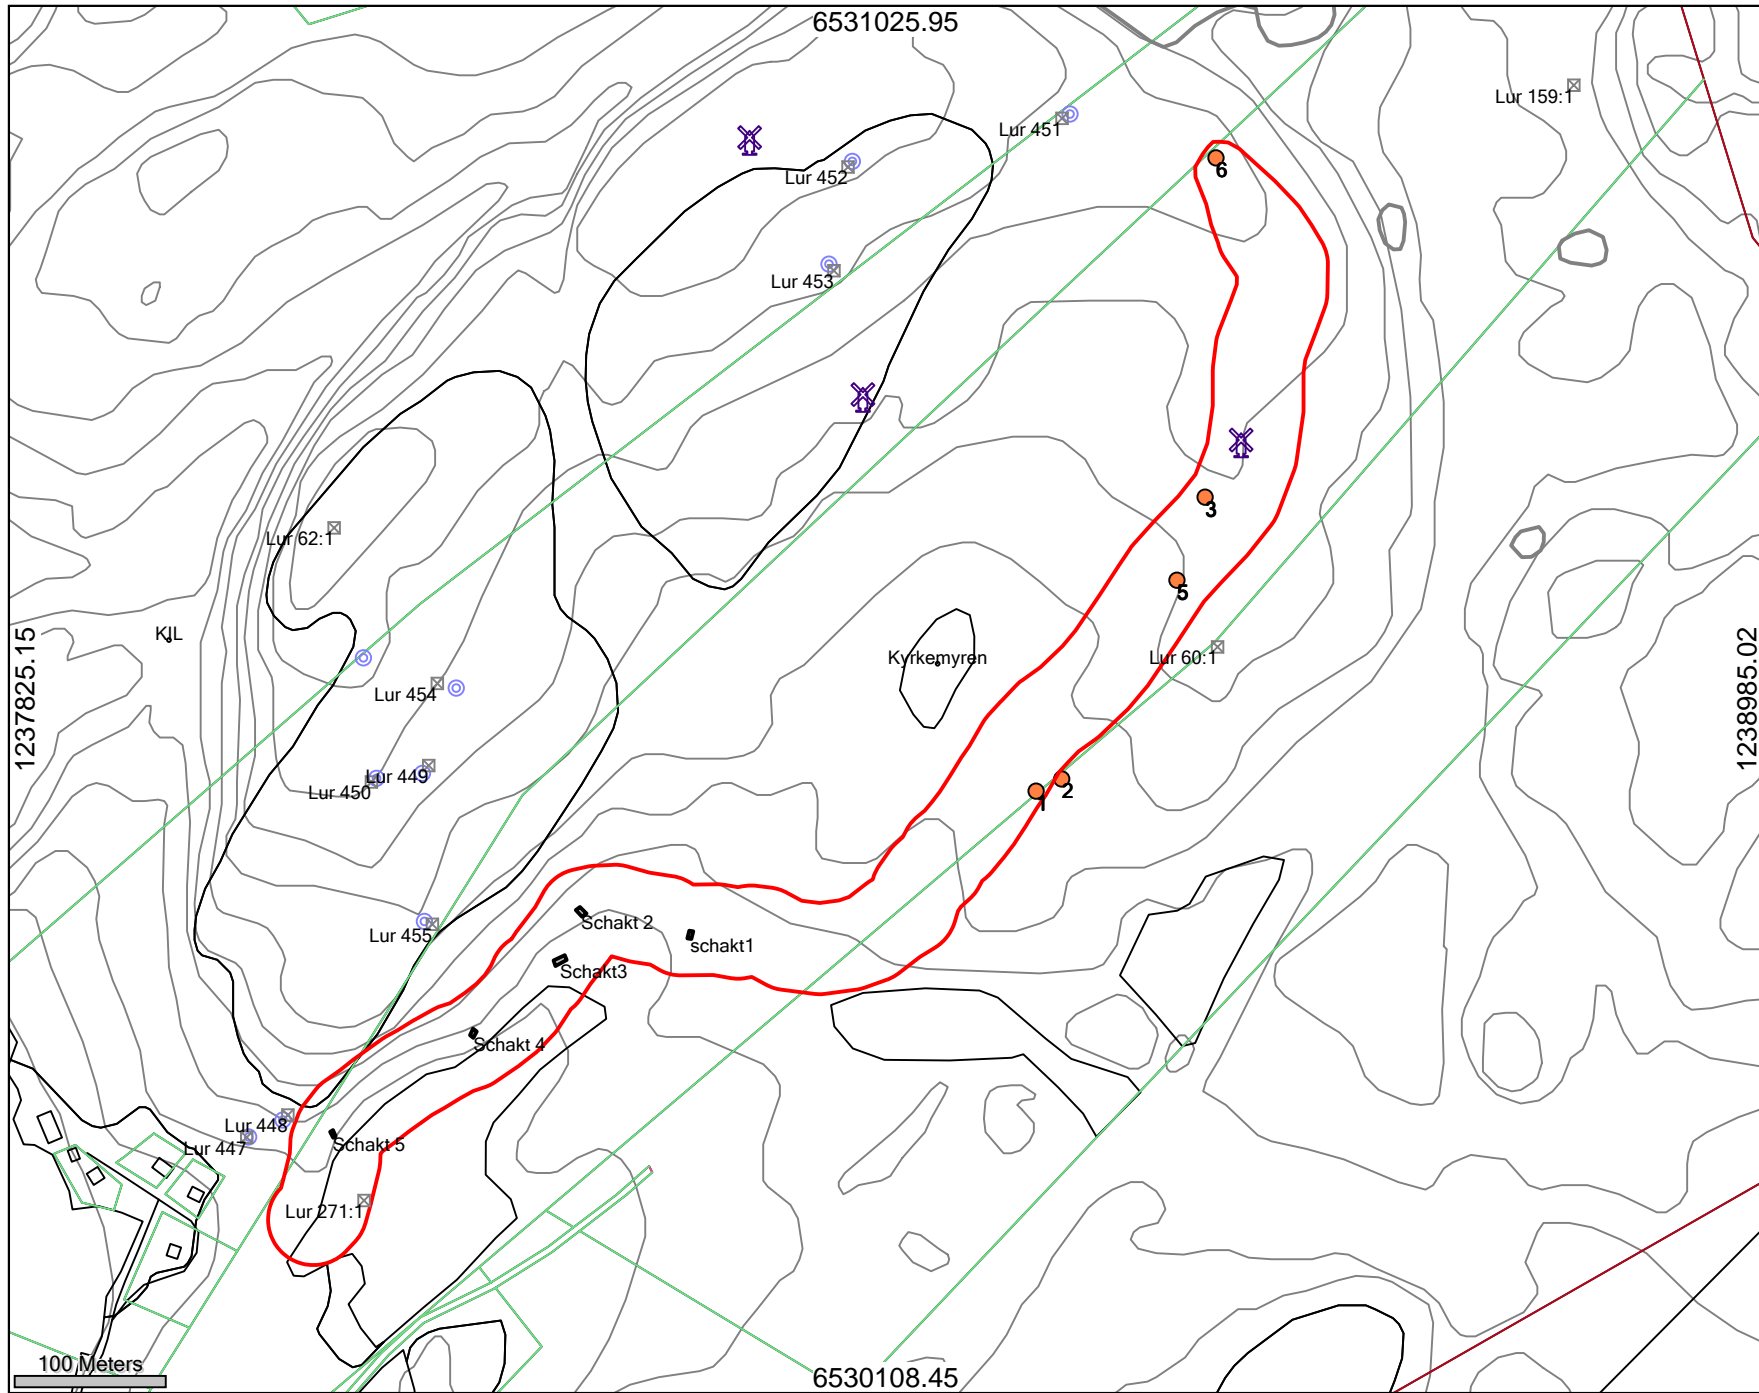 6531025.95
Lur 159:1
Lur 451
6
Lur 452
Lur 453
3
Lur 62:1
5
1237825.15
KIL
Kyrkemyren
Lur 60:1
1238985.02
Lur 454
Lur 449
Lur 450
1
2
Schakt 2
Lur 455
schakt1
Schakt3
Schakt 4
Lur 448
Lur 447
Schakt 5
Lur 271:1
100 Meters
6530108.45